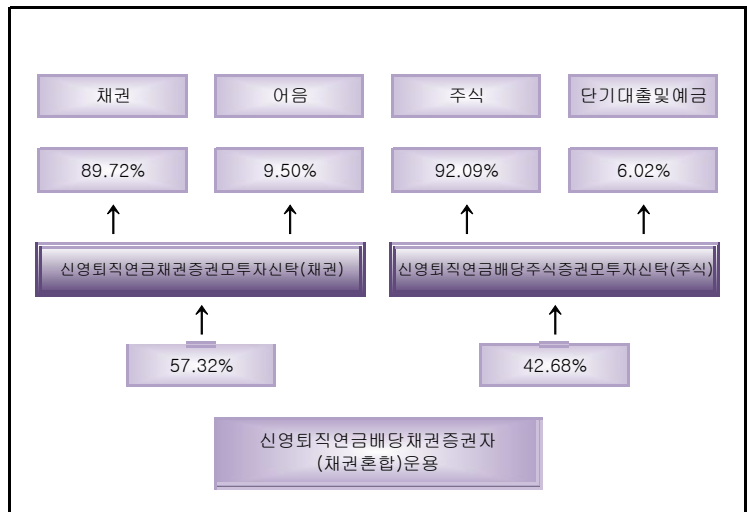 채권 어음 주식 단기대출및예금
89.72% 9.50% 92.09% 6.02%
신영퇴직연금채권증권모투자신탁(채권) 신영퇴직연금배당주식증권모투자신탁(주식)
57.32% 42.68%
신영퇴직연금배당채권증권자
(채권혼합)운용